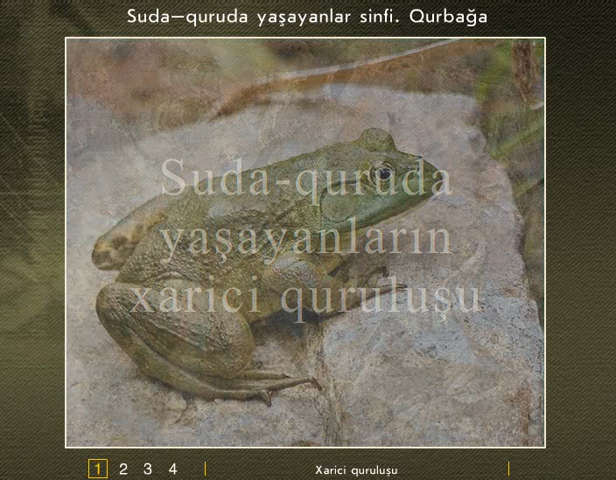 Suda–quruda yaşayanlar sinfi. Qurbağa
Suda-quruda
yaşayanların
xarici quruluşu
1 2 3 4 Xarici quruluşu